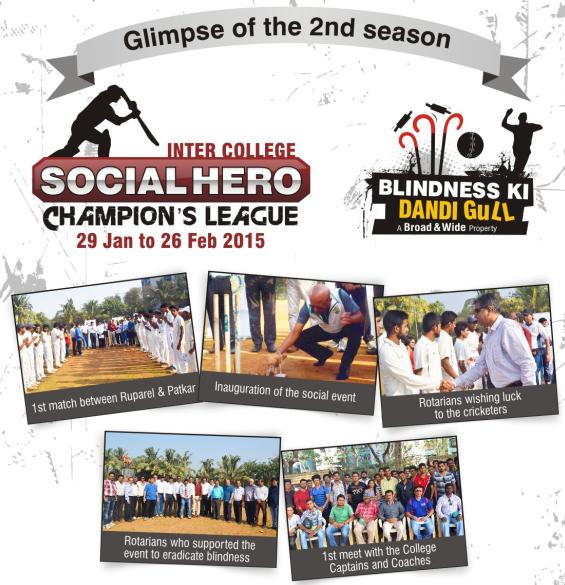 Glimpse of the 2nd season
INTER COLLEGE
SOCIAL HERO
CHAMPION'S LEAGUE
29 Jan to 26 Feb 2015
BLINDNESS KI
DANDI GuLL
A Broad & Wide Property
1st match between Ruparel & Patkar
Inauguration of the social event
Rotarians wishing luck
to the cricketers
Rotarians who supported the
event to eradicate blindness
1st meet with the College
Captains and Coaches